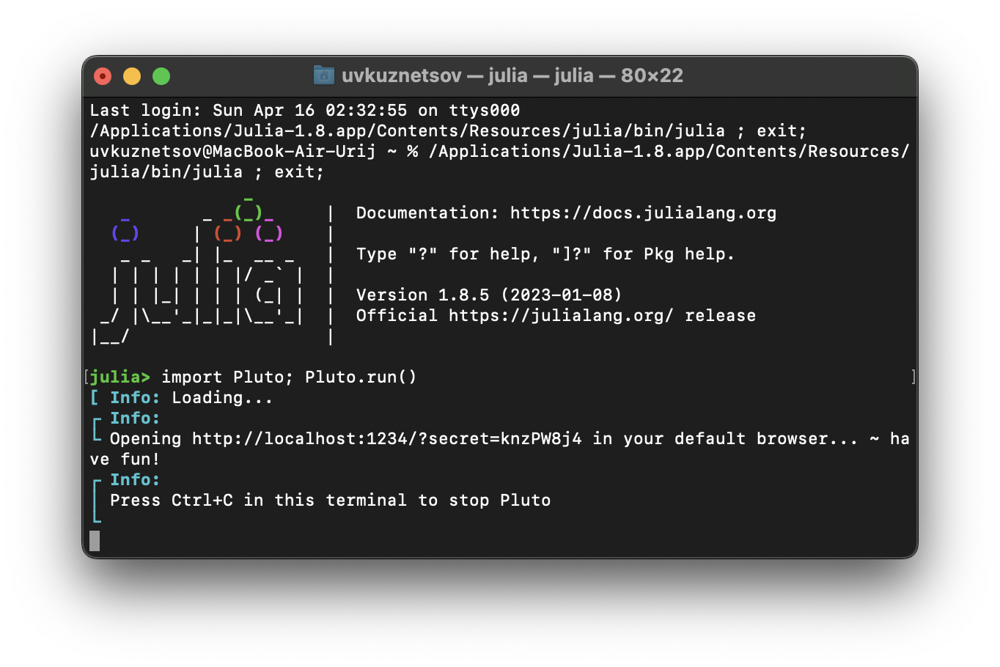 uvkuznetsov — julia — julia — 80×22
Last login: Sun Apr 16 02:32:55 on ttys000
/Applications/Julia-1.8.app/Contents/Resources/julia/bin/julia ; exit;
uvkuznetsov@MacBook-Air-Urij ~ % /Applications/Julia-1.8.app/Contents/Resources/
julia/bin/julia ; exit;
               _
   _       _ _(_)_     |  Documentation: https://docs.julialang.org
  (_)     | (_) (_)    |
   _ _   _| |_  __ _   |  Type "?" for help, "]?" for Pkg help.
  | | | | | | |/ _` |  |
  | | |_| | | | (_| |  |  Version 1.8.5 (2023-01-08)
 _/ |\__'_|_|_|\__'_|  |  Official https://julialang.org/ release
|__/                   |
julia> import Pluto; Pluto.run()
[ Info: Loading...
┌ Info:
└ Opening http://localhost:1234/?secret=knzPW8j4 in your default browser... ~ ha
ve fun!
┌ Info:
│ Press Ctrl+C in this terminal to stop Pluto
└